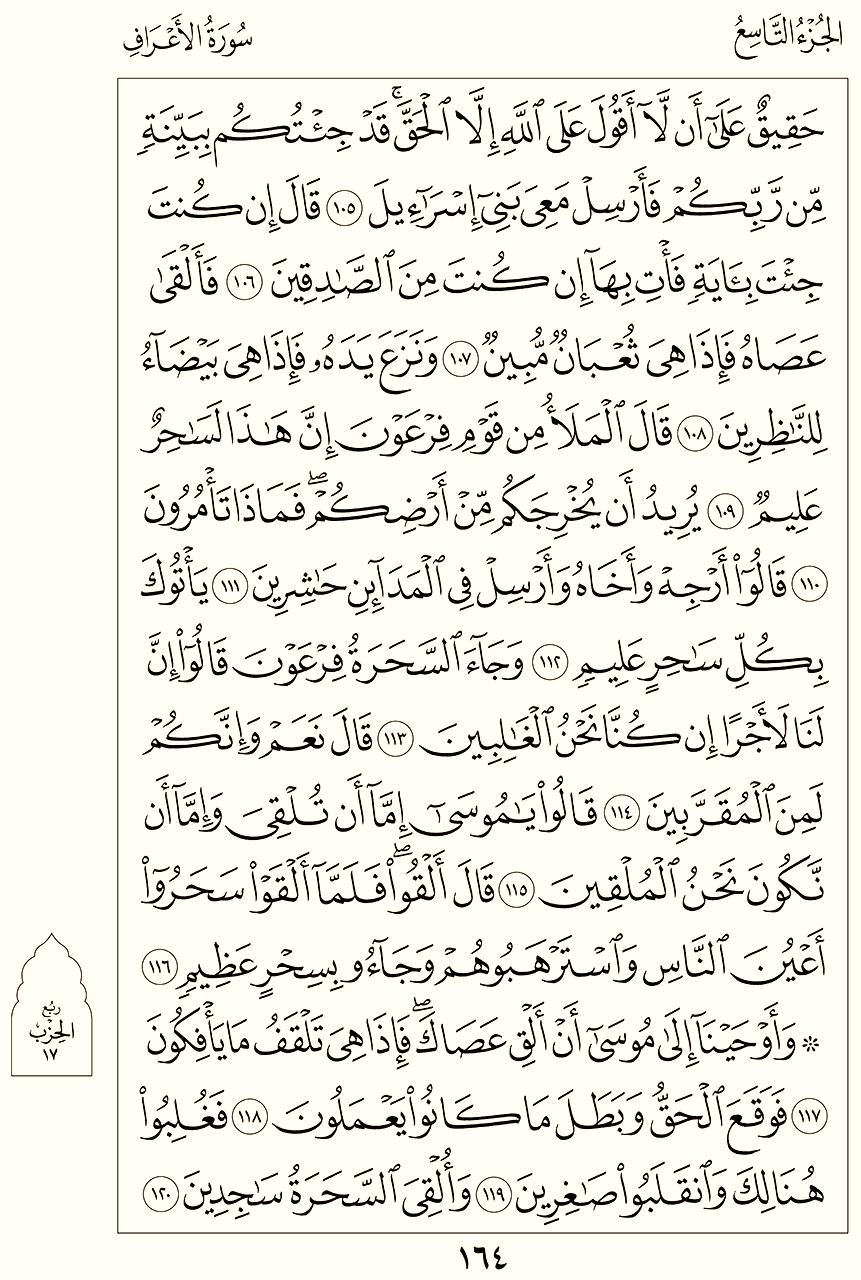 الجُزْءُ التَّاسِعُ
سُورَةُ الأَعْرَافِ
حَقِيقٌ عَلَىٰٓ أَن لَّآ أَقُولَ عَلَى ٱللَّهِ إِلَّا ٱلْحَقَّۚ قَدْ جِئْتُكُم بِبَيِّنَةٍ
مِّن رَّبِّكُمْ فَأَرْسِلْ مَعِىَ بَنِىٓ إِسْرَٰٓءِيلَ ١٠٥ قَالَ إِن كُنتَ
جِئْتَ بِـَٔايَةٍ فَأْتِ بِهَآ إِن كُنتَ مِنَ ٱلصَّٰدِقِينَ ١٠٦ فَأَلْقَىٰ
عَصَاهُ فَإِذَا هِىَ ثُعْبَانٌ مُّبِينٌ ١٠٧ وَنَزَعَ يَدَهُۥ فَإِذَا هِىَ بَيْضَآءُ
لِلنَّٰظِرِينَ ١٠٨ قَالَ ٱلْمَلَأُ مِن قَوْمِ فِرْعَوْنَ إِنَّ هَٰذَا لَسَٰحِرٌ
عَلِيمٌ ١٠٩ يُرِيدُ أَن يُخْرِجَكُم مِّنْ أَرْضِكُمْۖ فَمَاذَا تَأْمُرُونَ
١١٠ قَالُوٓا۟ أَرْجِهْ وَأَخَاهُ وَأَرْسِلْ فِى ٱلْمَدَآئِنِ حَٰشِرِينَ ١١١ يَأْتُوكَ
بِكُلِّ سَٰحِرٍ عَلِيمٍ ١١٢ وَجَآءَ ٱلسَّحَرَةُ فِرْعَوْنَ قَالُوٓا۟ إِنَّ
لَنَا لَأَجْرًا إِن كُنَّا نَحْنُ ٱلْغَٰلِبِينَ ١١٣ قَالَ نَعَمْ وَإِنَّكُمْ
لَمِنَ ٱلْمُقَرَّبِينَ ١١٤ قَالُوا۟ يَٰمُوسَىٰٓ إِمَّآ أَن تُلْقِىَ وَإِمَّآ أَن
نَّكُونَ نَحْنُ ٱلْمُلْقِينَ ١١٥ قَالَ أَلْقُوا۟ۖ فَلَمَّآ أَلْقَوْا۟ سَحَرُوٓا۟
أَعْيُنَ ٱلنَّاسِ وَٱسْتَرْهَبُوهُمْ وَجَآءُو بِسِحْرٍ عَظِيمٍ ١١٦
۞ وَأَوْحَيْنَآ إِلَىٰ مُوسَىٰٓ أَنْ أَلْقِ عَصَاكَۖ فَإِذَا هِىَ تَلْقَفُ مَا يَأْفِكُونَ
١١٧ فَوَقَعَ ٱلْحَقُّ وَبَطَلَ مَا كَانُوا۟ يَعْمَلُونَ ١١٨ فَغُلِبُوا۟
هُنَالِكَ وَٱنقَلَبُوا۟ صَٰغِرِينَ ١١٩ وَأُلْقِىَ ٱلسَّحَرَةُ سَٰجِدِينَ ١٢٠
رُبْع
الحِزْب
١٧
١٦٤